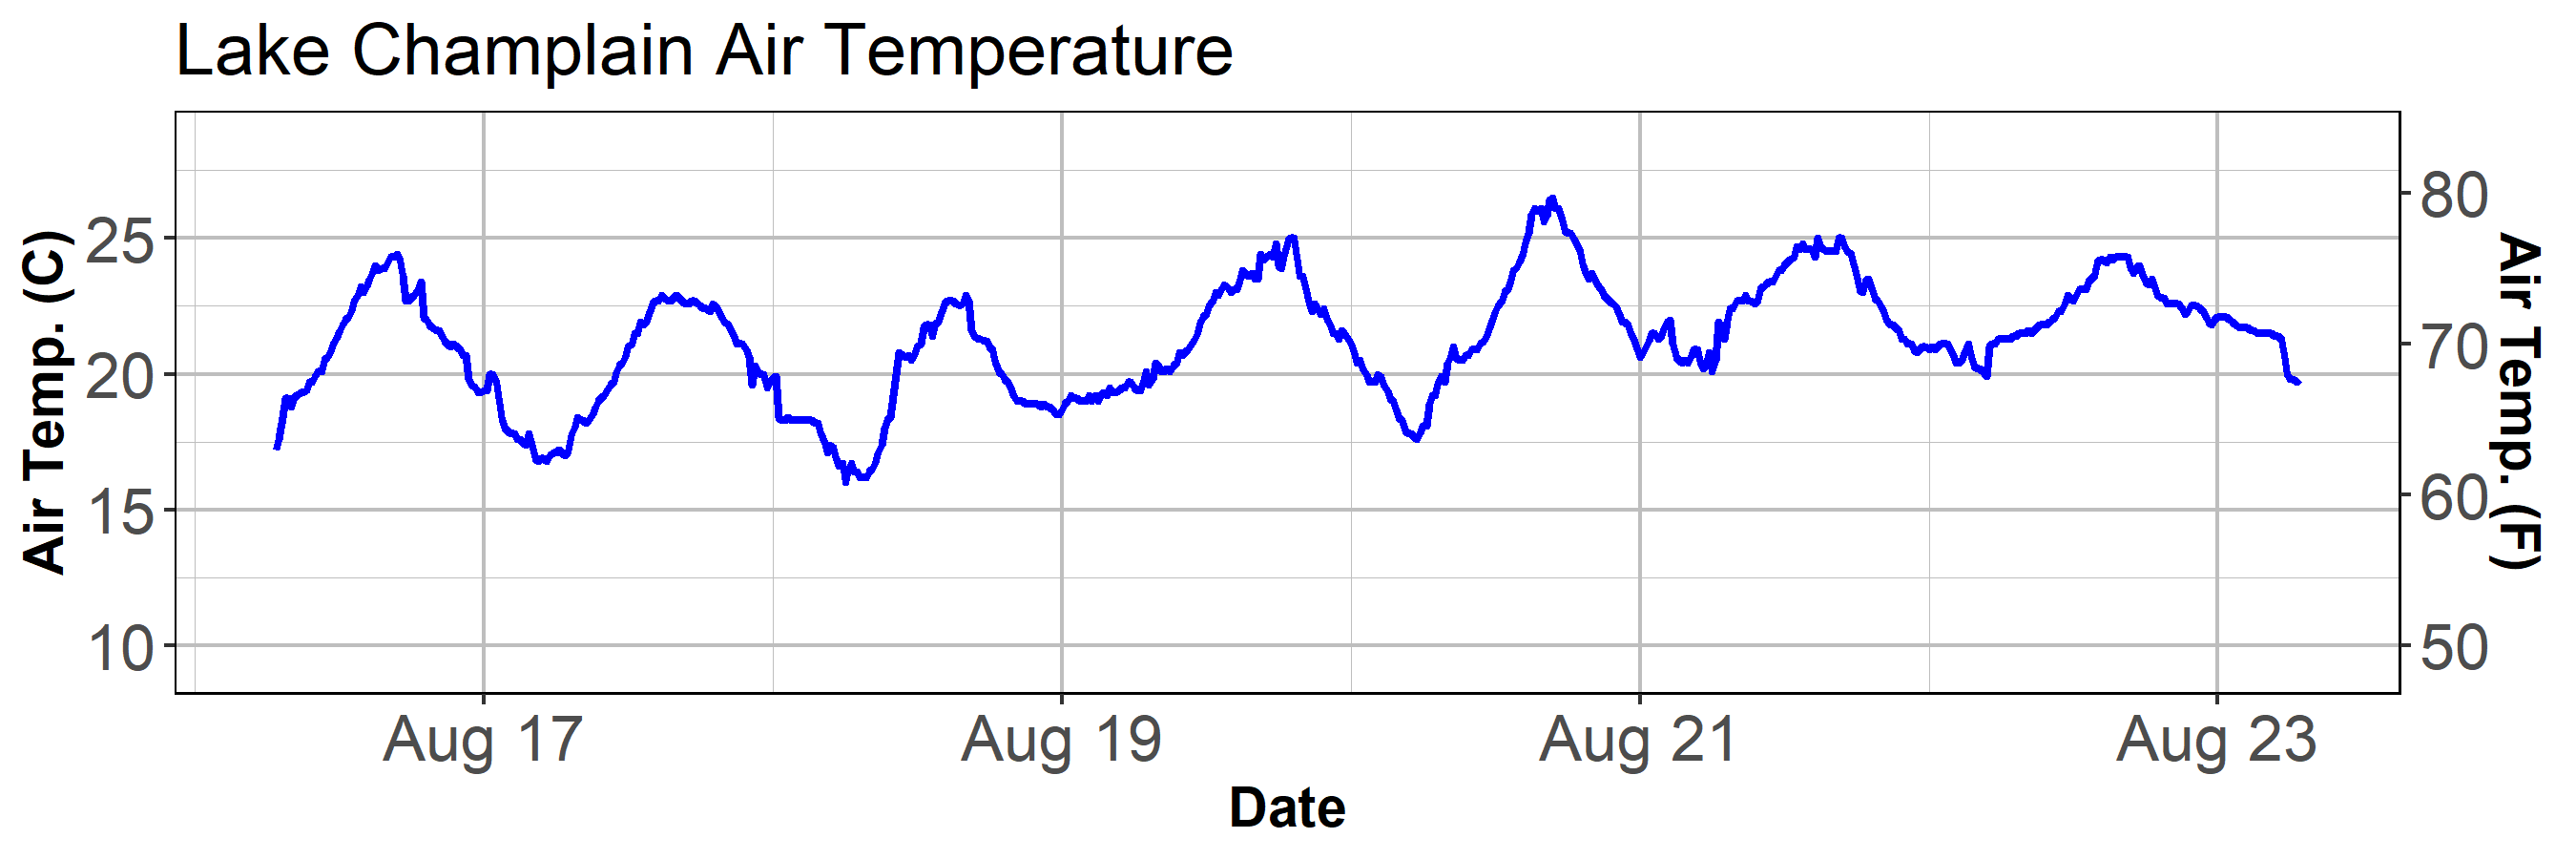 Lake Champlain Air Temperature
Air Temp. (C)
25
20
15
10
80
70
60
50
Air Temp. (F)
Aug 17 Aug 19 Aug 21 Aug 23
Date